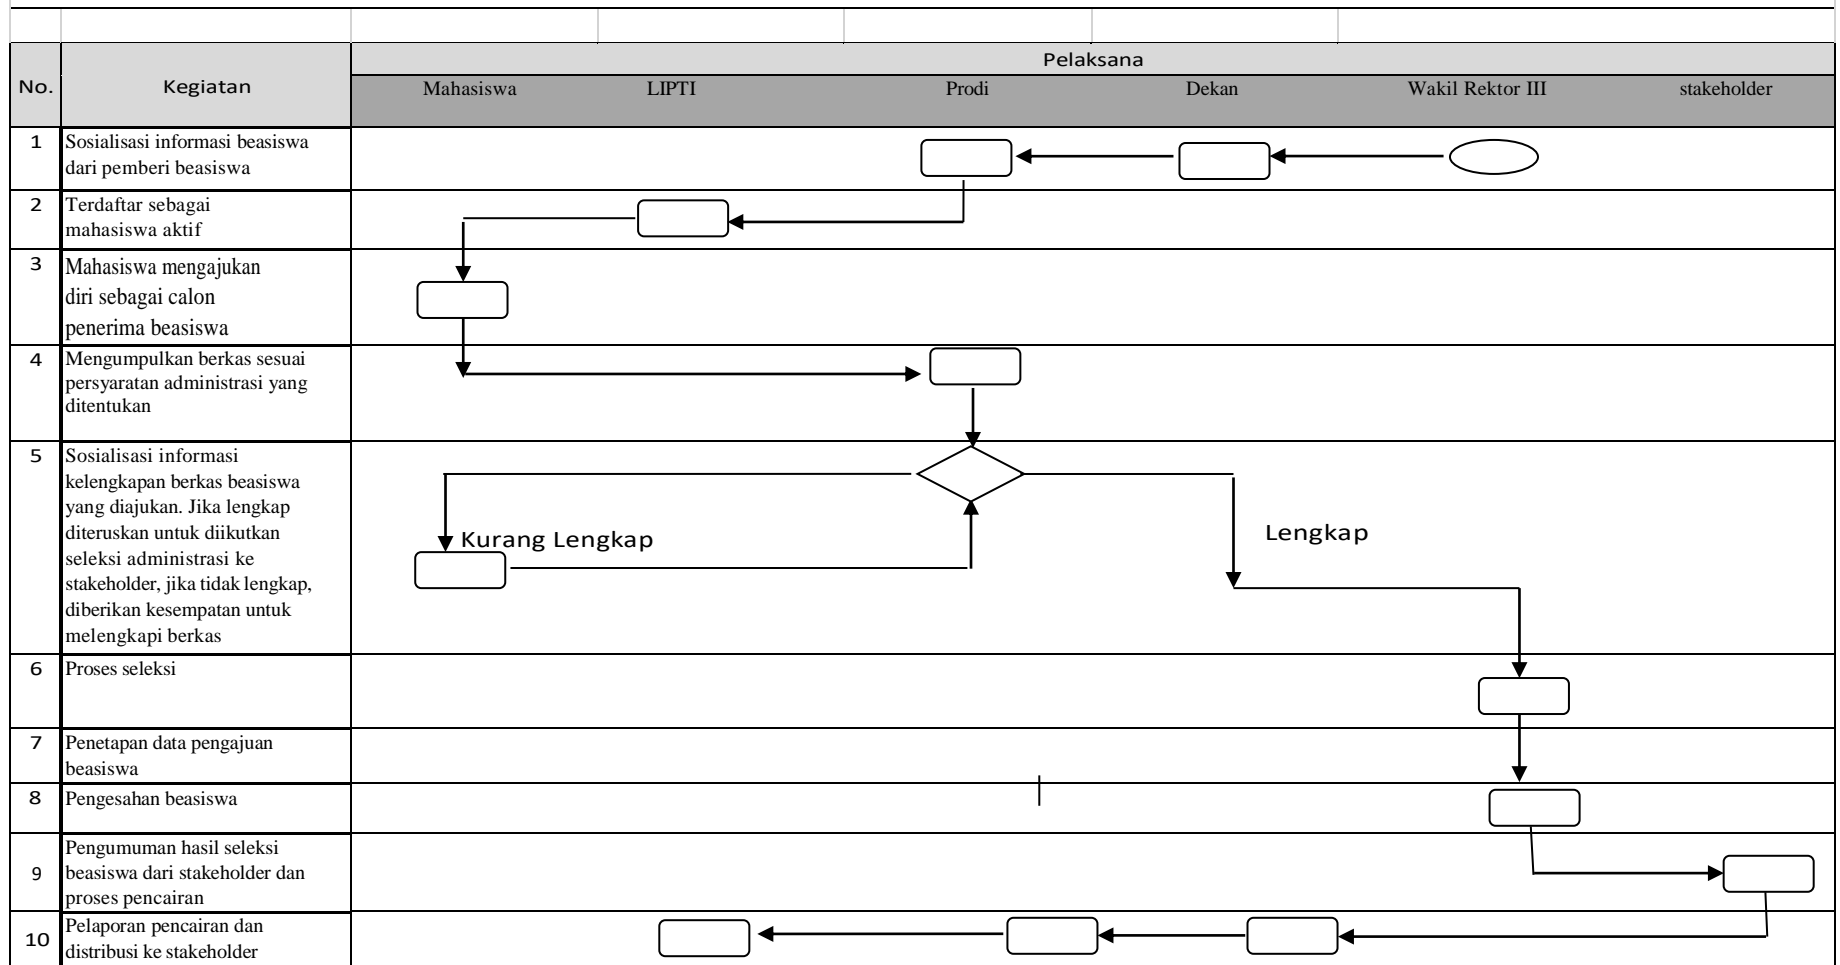 Pelaksana
No.
Kegiatan
Mahasiswa
LIPTI
Prodi
Dekan
Wakil Rektor III
stakeholder
1
Sosialisasi informasi beasiswa
dari pemberi beasiswa
2
Terdaftar sebagai
mahasiswa aktif
3
Mahasiswa mengajukan
diri sebagai calon
penerima beasiswa
4
Mengumpulkan berkas sesuai
persyaratan administrasi yang
ditentukan
5
Sosialisasi informasi
kelengkapan berkas beasiswa
yang diajukan. Jika lengkap
diteruskan untuk diikutkan
seleksi administrasi ke
stakeholder, jika tidak lengkap,
diberikan kesempatan untuk
melengkapi berkas
Kurang Lengkap
Lengkap
6
Proses seleksi
7
Penetapan data pengajuan
beasiswa
8
Pengesahan beasiswa
9
Pengumuman hasil seleksi
beasiswa dari stakeholder dan
proses pencairan
10
Pelaporan pencairan dan
distribusi ke stakeholder